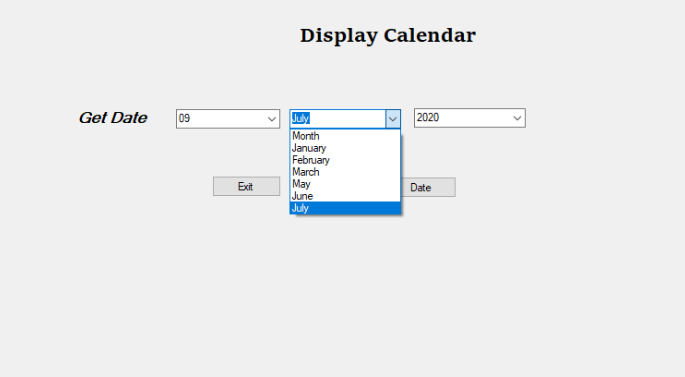 Display Calendar
Get Date 09 July 2020
Month
January
February
March
May
June
July
Exit Date